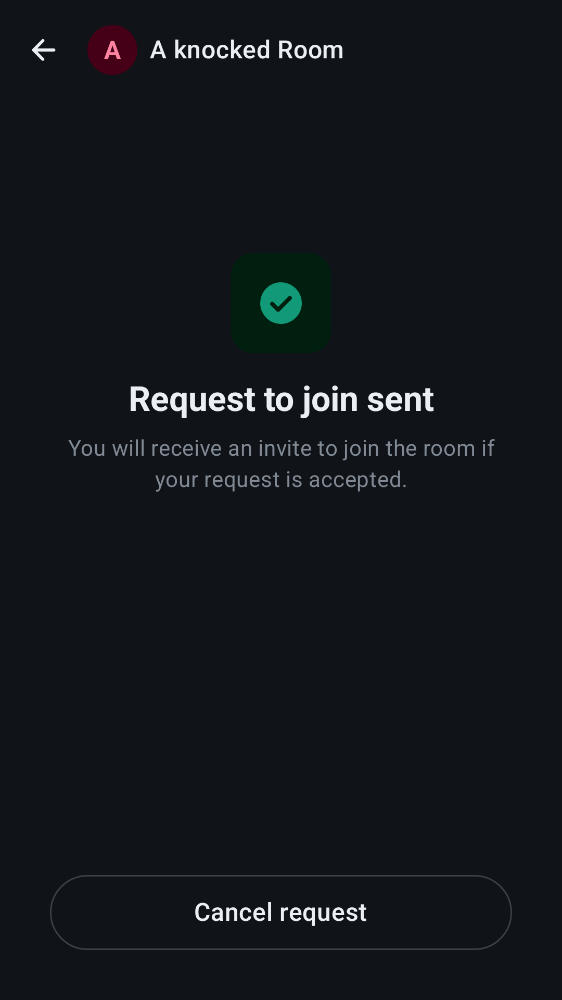 A A knocked Room
Request to join sent
You will receive an invite to join the room if
your request is accepted.
Cancel request